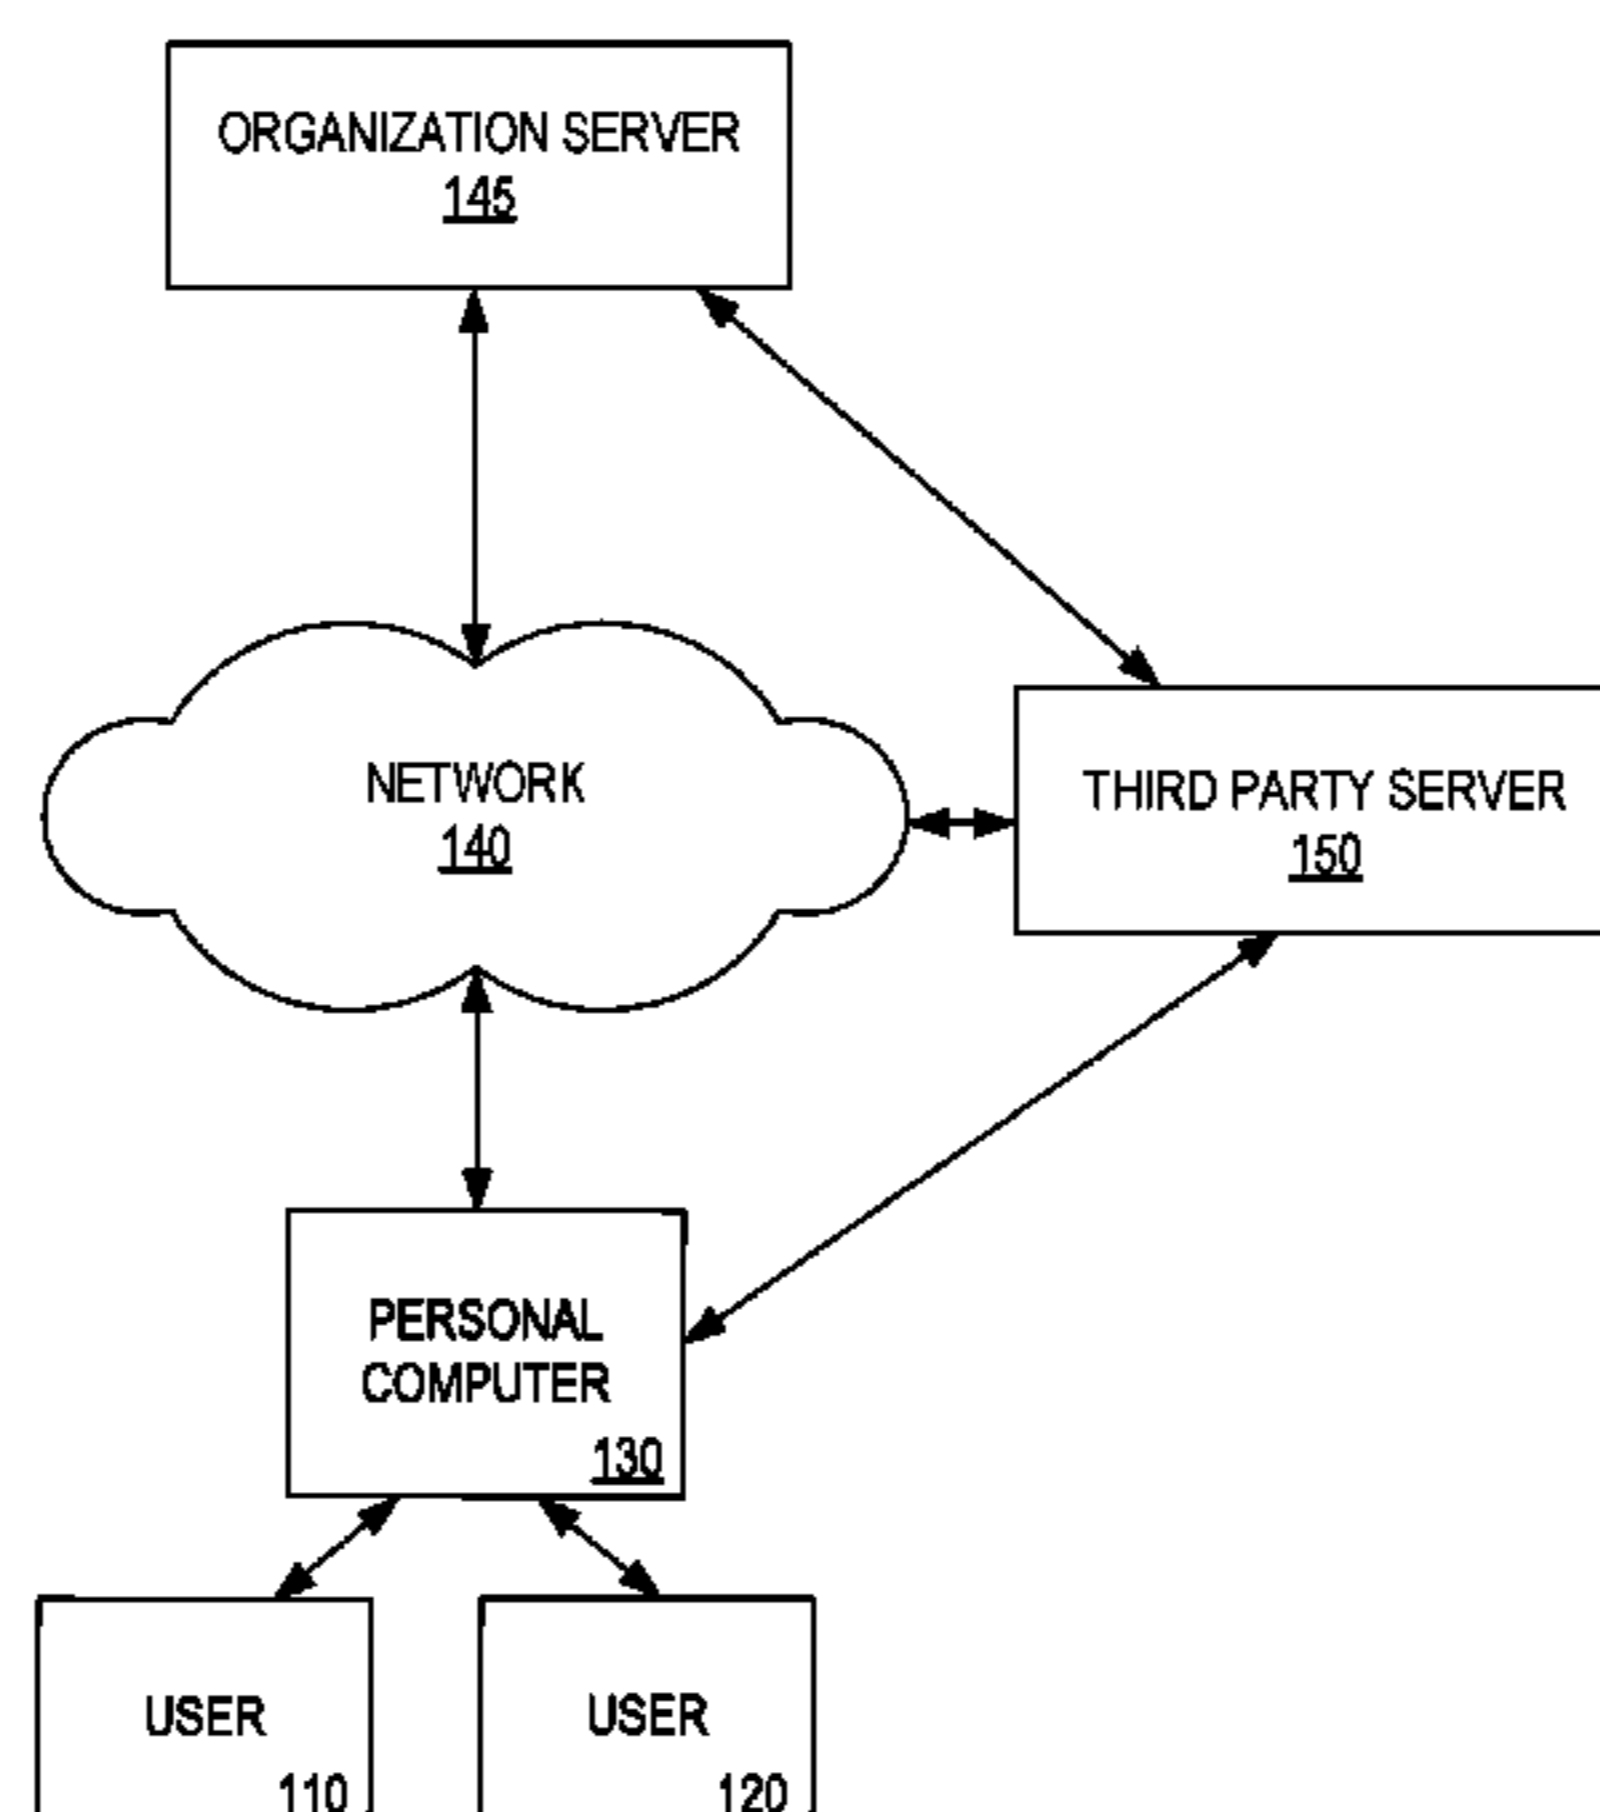 ORGANIZATION SERVER
145
NETWORK
140
THIRD PARTY SERVER
150
PERSONAL
COMPUTER
130
USER
110
USER
120